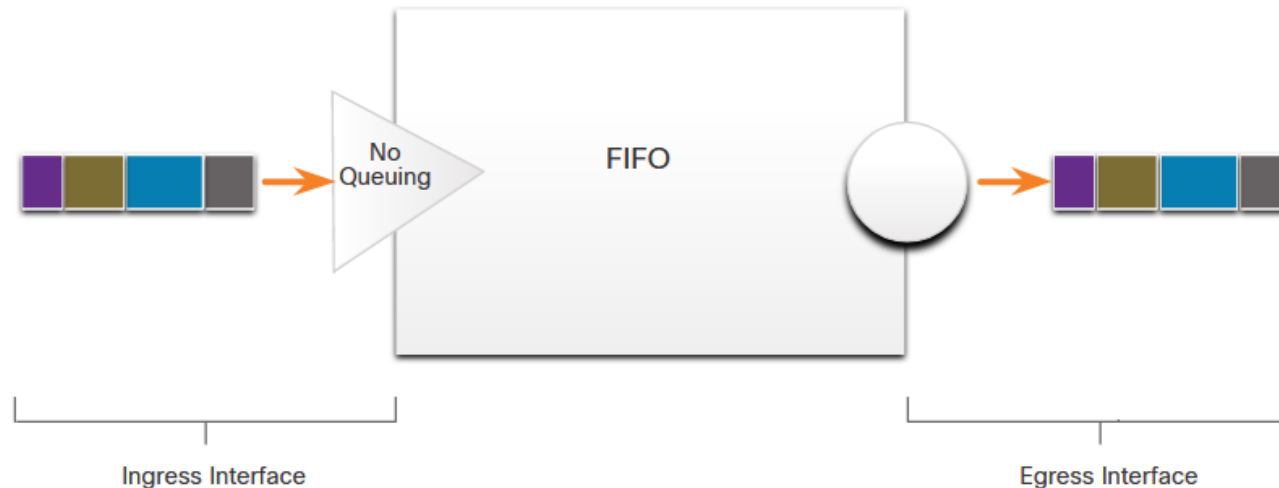 No
Queuing
FIFO
Ingress Interface
Egress Interface